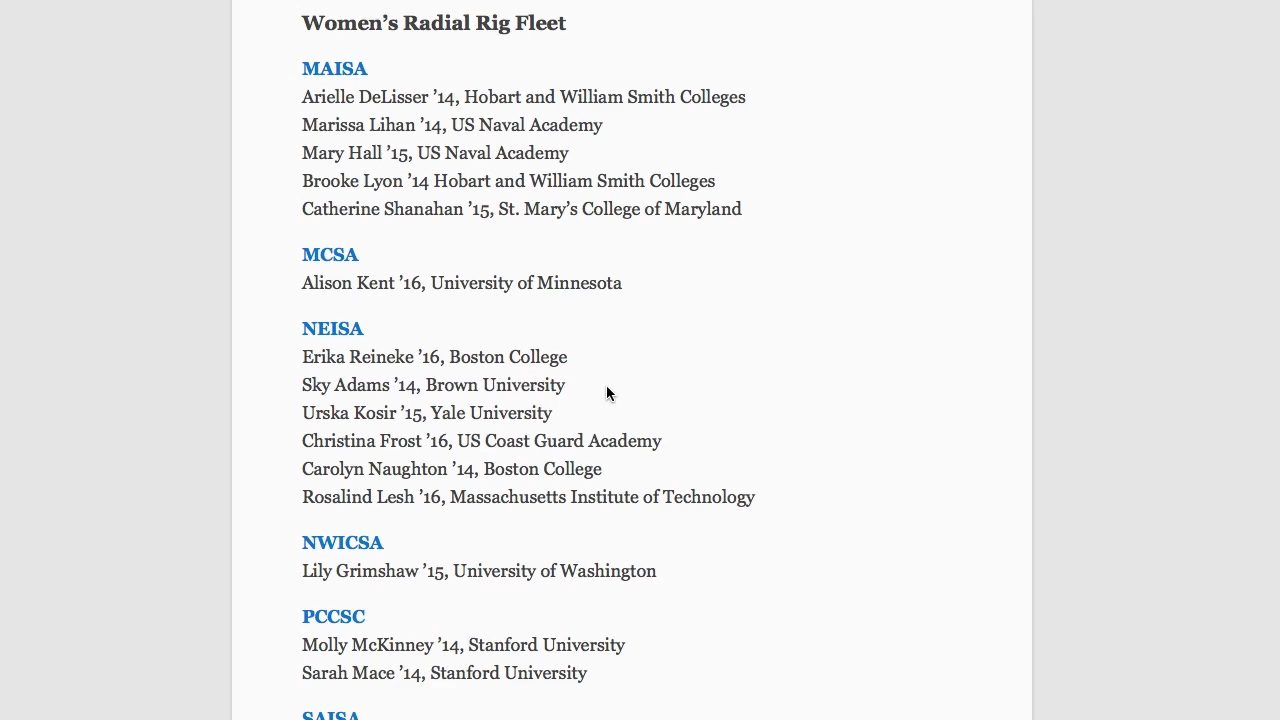 Women’s Radial Rig Fleet
MAISA
Arielle DeLisser ’14, Hobart and William Smith Colleges
Marissa Lihan ’14, US Naval Academy
Mary Hall ’15, US Naval Academy
Brooke Lyon ’14 Hobart and William Smith Colleges
Catherine Shanahan ’15, St. Mary’s College of Maryland
MCSA
Alison Kent ’16, University of Minnesota
NEISA
Erika Reineke ’16, Boston College
Sky Adams ’14, Brown University
Urska Kosir ’15, Yale University
Christina Frost ’16, US Coast Guard Academy
Carolyn Naughton ’14, Boston College
Rosalind Lesh ’16, Massachusetts Institute of Technology
NWICSA
Lily Grimshaw ’15, University of Washington
PCCSC
Molly McKinney ’14, Stanford University
Sarah Mace ’14, Stanford University
SAISA